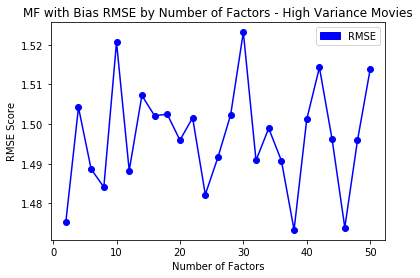 MF with Bias RMSE by Number of Factors - High Variance Movies
RMSE
1.52
1.51
1.50
1.49
1.48
RMSE Score
0
10
20
30
40
50
Number of Factors